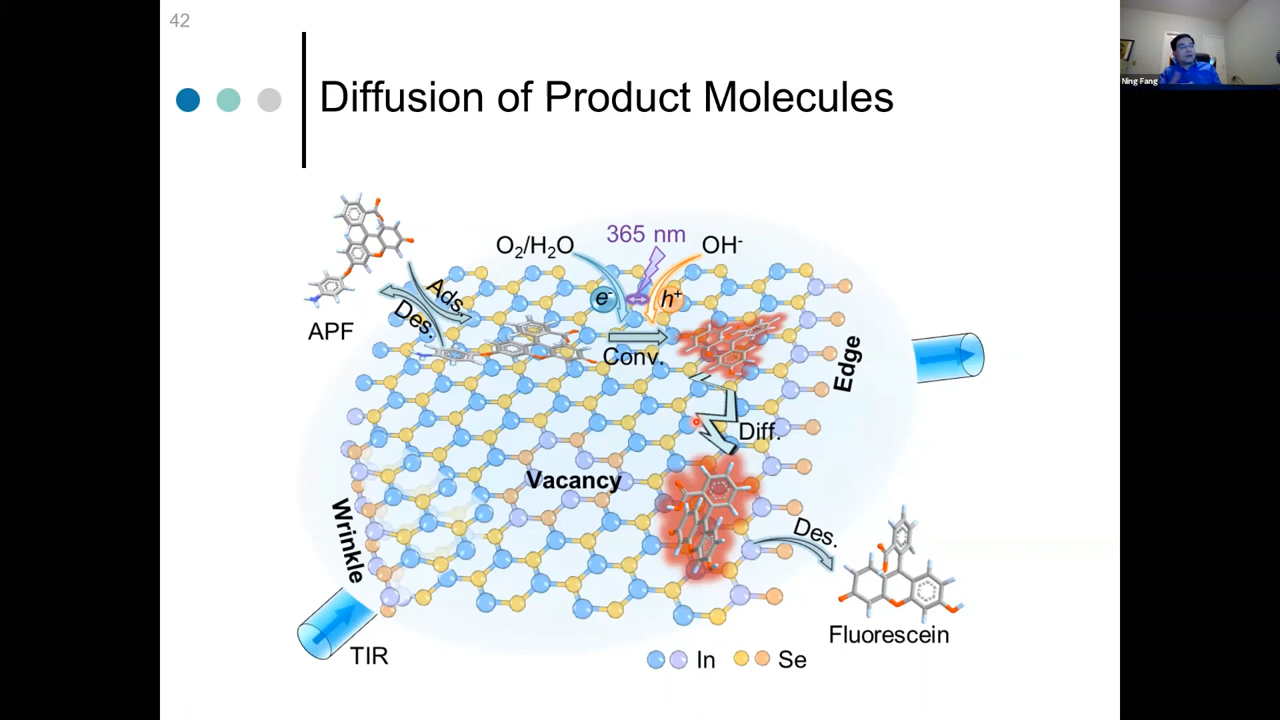 42
Diffusion of Product Molecules
Ning Fang
O₂/H₂O
365 nm
OH⁻
e⁻
h⁺
Ads.
Des.
APF
Conv.
Edge
Diff.
Vacancy
Wrinkle
Des.
Fluorescein
TIR
In
Se